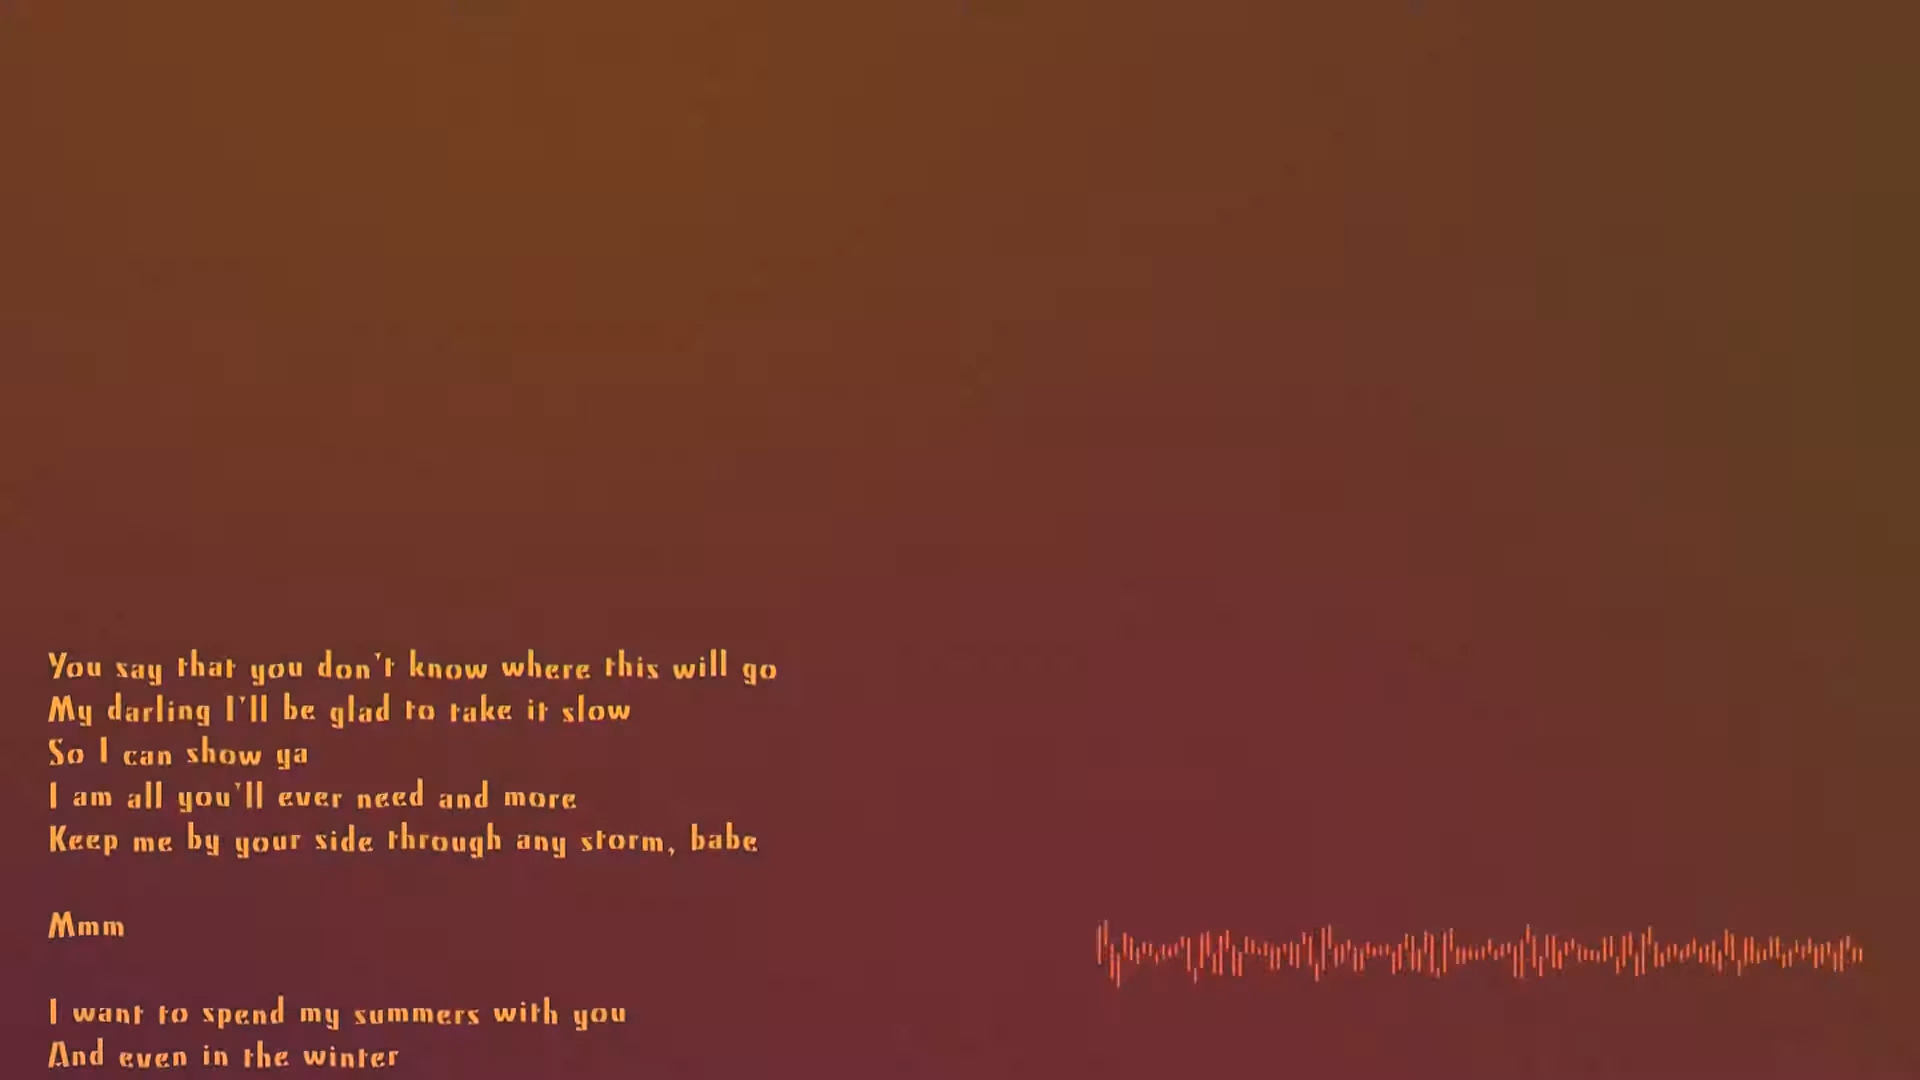 You say that you don't know where this will go
My darling I'll be glad to take it slow
So I can show ya
I am all you'll ever need and more
Keep me by your side through any storm, babe
Mmm
I want to spend my summers with you
And even in the winter